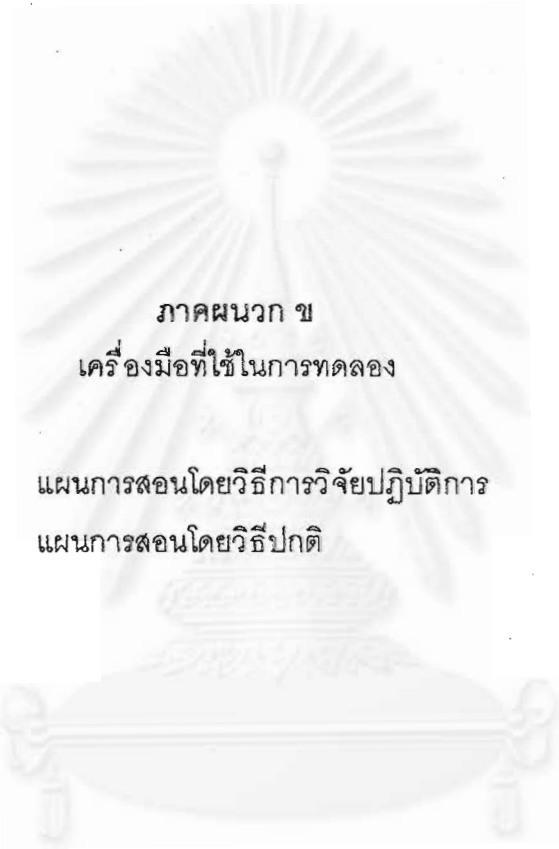 ภาคผนวก ข
เครื่องมือที่ใช้ในการทดลอง
แผนการสอนโดยวิธีการวิจัยปฏิบัติการ
แผนการสอนโดยวิธีปกติ